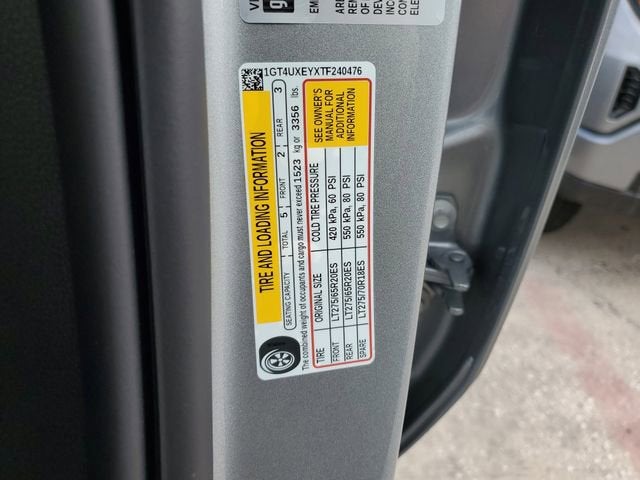 1GT4UXEYXTF240476
TIRE AND LOADING INFORMATION
SEATING CAPACITY TOTAL 5 FRONT 2 REAR 3
The combined weight of occupants and cargo must never exceed 1523 kg or 3356 lbs.
TIRE ORIGINAL SIZE COLD TIRE PRESSURE
FRONT LT275/65R20ES 420 kPa, 60 PSI
REAR LT275/65R20ES 550 kPa, 80 PSI
SPARE LT275/70R18ES 550 kPa, 80 PSI
SEE OWNER'S
MANUAL FOR
ADDITIONAL
INFORMATION